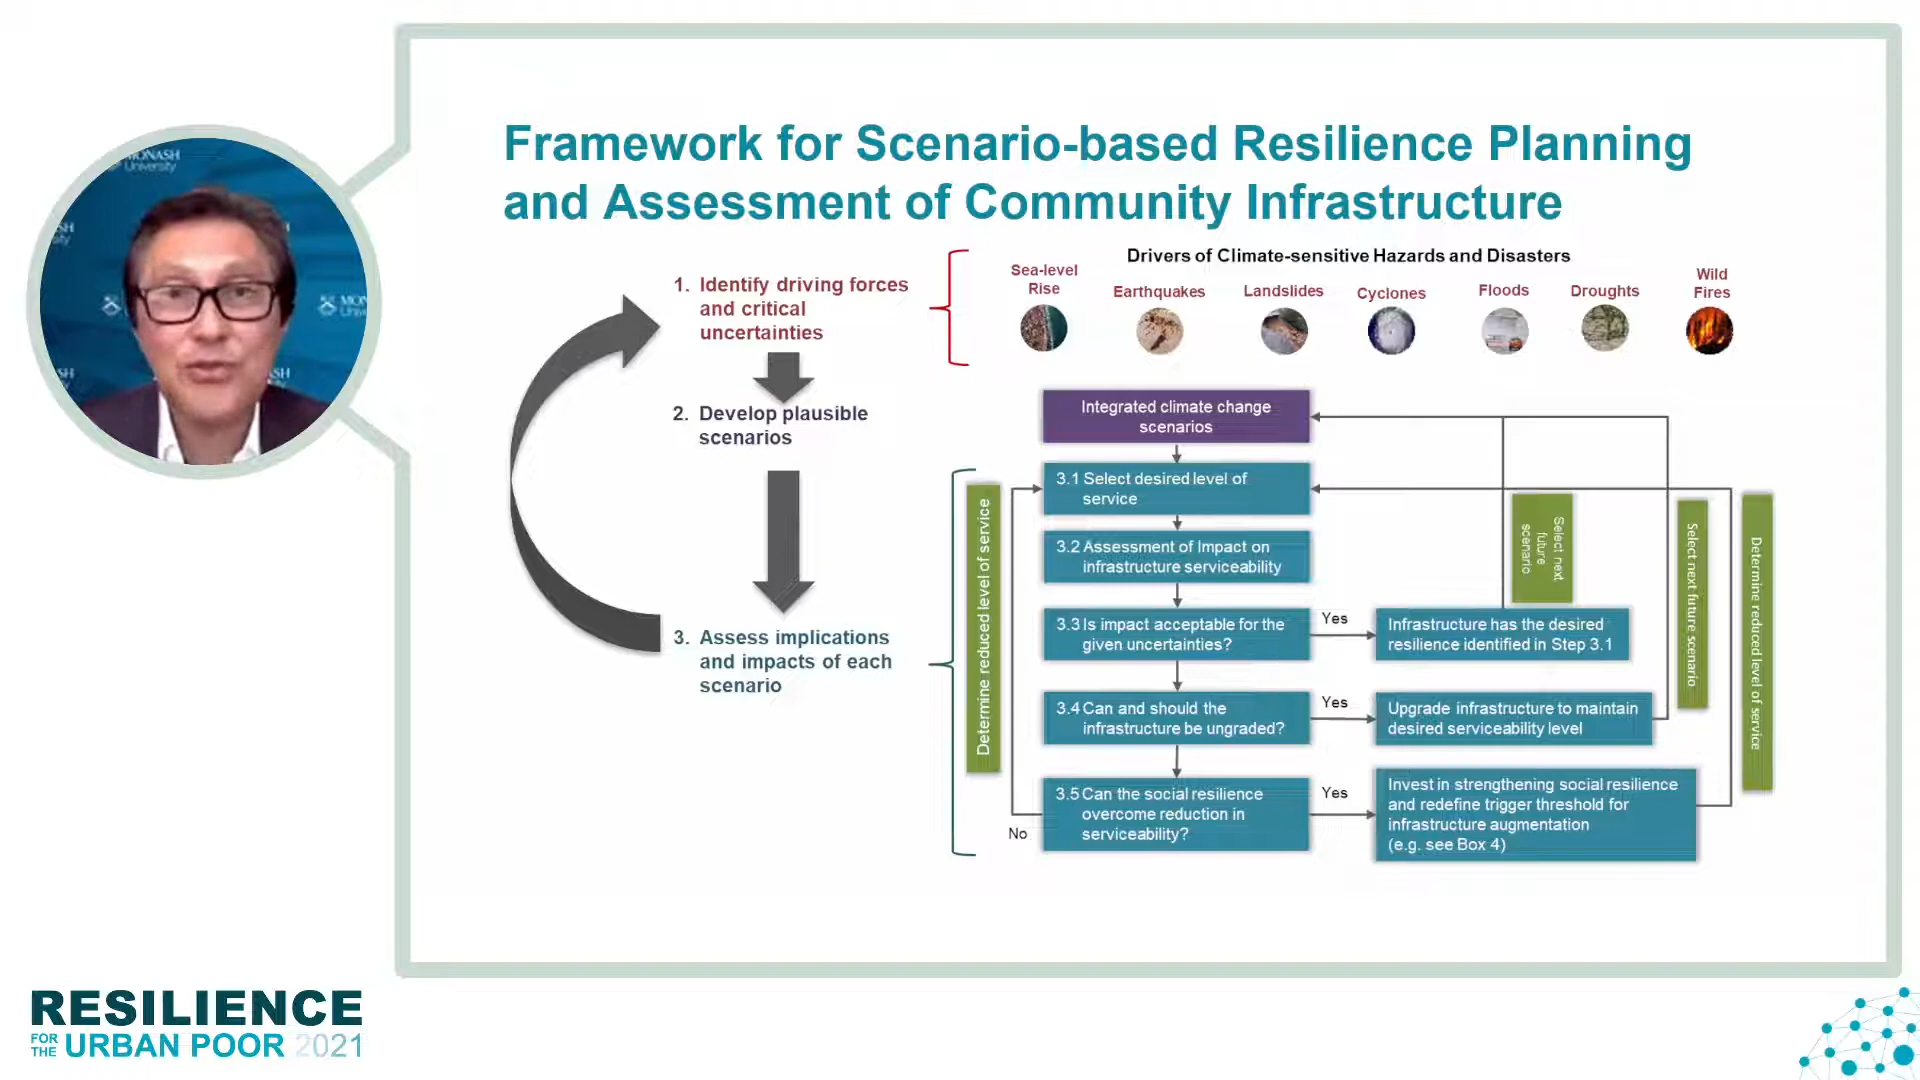 Framework for Scenario-based Resilience Planning
and Assessment of Community Infrastructure
MONASH
University
1. Identify driving forces
and critical
uncertainties
2. Develop plausible
scenarios
3. Assess implications
and impacts of each
scenario
Drivers of Climate-sensitive Hazards and Disasters
Sea-level
Rise
Earthquakes
Landslides
Cyclones
Floods
Droughts
Wild
Fires
Integrated climate change
scenarios
3.1 Select desired level of
service
3.2 Assessment of Impact on
infrastructure serviceability
3.3 Is impact acceptable for the
given uncertainties?
Yes
Infrastructure has the desired
resilience identified in Step 3.1
3.4 Can and should the
infrastructure be ungraded?
Yes
Upgrade infrastructure to maintain
desired serviceability level
3.5 Can the social resilience
overcome reduction in
serviceability?
Yes
No
Invest in strengthening social resilience
and redefine trigger threshold for
infrastructure augmentation
(e.g. see Box 4)
Determine reduced level of service
Select next
future
scenario
Select next future scenario
Determine reduced level of service
RESILIENCE
FOR THE URBAN POOR 2021